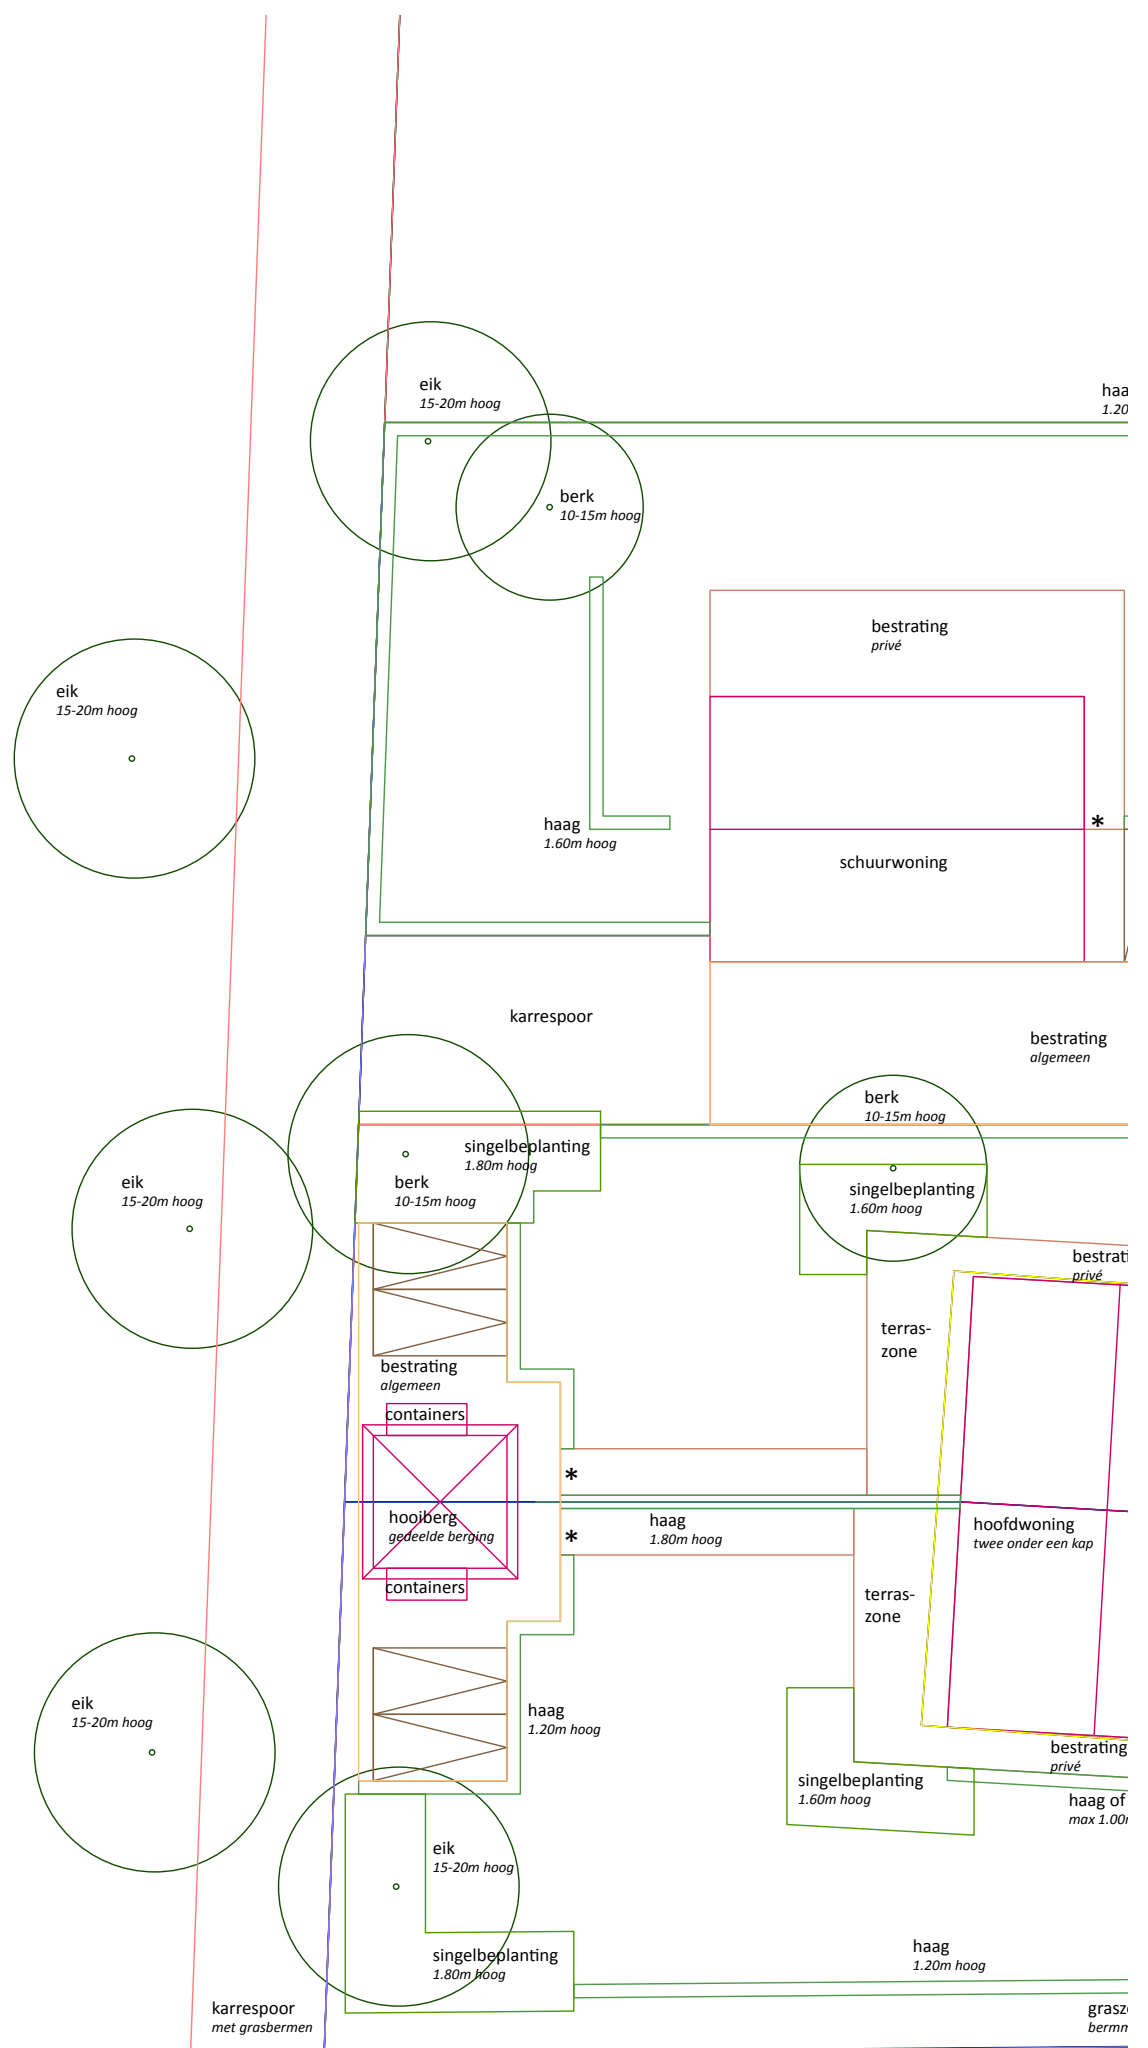 eik
15-20m hoog
haa
1.20
berk
10-15m hoog
bestrating
privé
eik
15-20m hoog
haag
1.60m hoog
*
schuurwoning
karrespoor
bestrating
algemeen
berk
10-15m hoog
singelbeplanting
1.80m hoog
eik
15-20m hoog
berk
10-15m hoog
singelbeplanting
1.60m hoog
bestrati
privé
terras-
zone
bestrating
algemeen
containers
*
hooiberg
gedeelde berging
*
haag
1.80m hoog
hoofdwoning
twee onder een kap
containers
terras-
zone
eik
15-20m hoog
haag
1.20m hoog
bestrating
privé
singelbeplanting
1.60m hoog
haag of
max 1.00m
eik
15-20m hoog
singelbeplanting
1.80m hoog
haag
1.20m hoog
karrespoor
met grasbermen
grasz
bermm